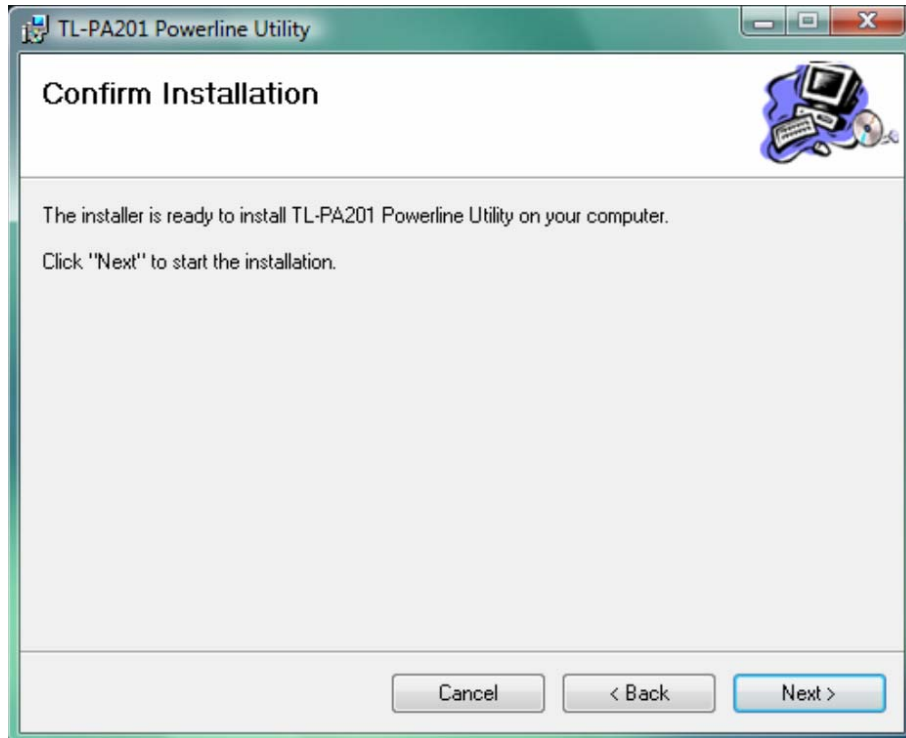 TL-PA201 Powerline Utility
Confirm Installation
The installer is ready to install TL-PA201 Powerline Utility on your computer.
Click "Next" to start the installation.
Cancel
< Back
Next >